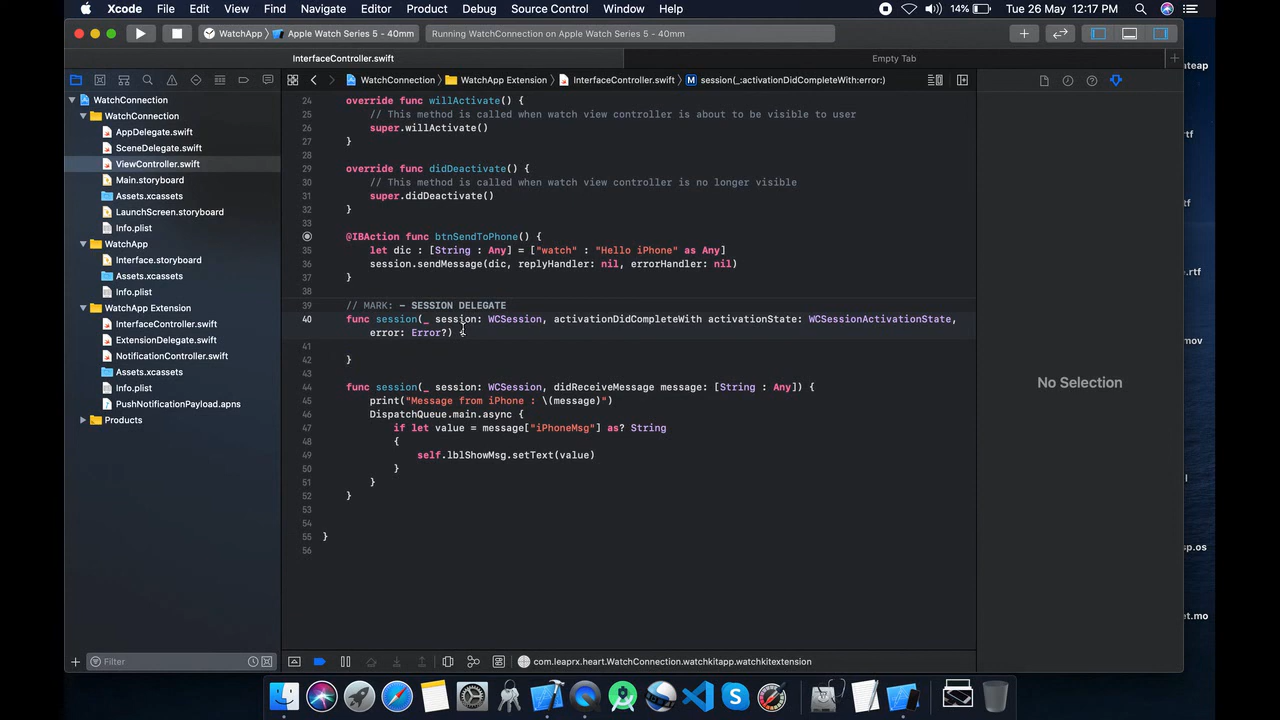 Xcode File Edit View Find Navigate Editor Product Debug Source Control Window Help 14% Tue 26 May 12:17 PM
WatchApp Apple Watch Series 5 - 40mm Running WatchConnection on Apple Watch Series 5 - 40mm
InterfaceController.swift Empty Tab
WatchConnection WatchApp Extension InterfaceController.swift M session(_:activationDidCompleteWith:error:)
WatchConnection
WatchConnection
AppDelegate.swift
SceneDelegate.swift
ViewController.swift
Main.storyboard
Assets.xcassets
LaunchScreen.storyboard
Info.plist
WatchApp
Interface.storyboard
Assets.xcassets
Info.plist
WatchApp Extension
InterfaceController.swift
ExtensionDelegate.swift
NotificationController.swift
Assets.xcassets
Info.plist
PushNotificationPayload.apns
Products
Filter
24 override func willActivate() {
25 // This method is called when watch view controller is about to be visible to user
26 super.willActivate()
27 }
28
29 override func didDeactivate() {
30 // This method is called when watch view controller is no longer visible
31 super.didDeactivate()
32 }
33
@IBAction func btnSendToPhone() {
35 let dic : [String : Any] = ["watch" : "Hello iPhone" as Any]
36 session.sendMessage(dic, replyHandler: nil, errorHandler: nil)
37 }
38
39 // MARK: - SESSION DELEGATE
40 func session(_ session: WCSession, activationDidCompleteWith activationState: WCSessionActivationState,
error: Error?) {
41
42 }
43
44 func session(_ session: WCSession, didReceiveMessage message: [String : Any]) {
45 print("Message from iPhone : \(message)")
46 DispatchQueue.main.async {
47 if let value = message["iPhoneMsg"] as? String
48 {
49 self.lblShowMsg.setText(value)
50 }
51 }
52 }
53
54
55 }
56
com.leaprx.heart.WatchConnection.watchkitapp.watchkitextension
No Selection
teap
rtf
rtf
mov
sp.os
et.mo